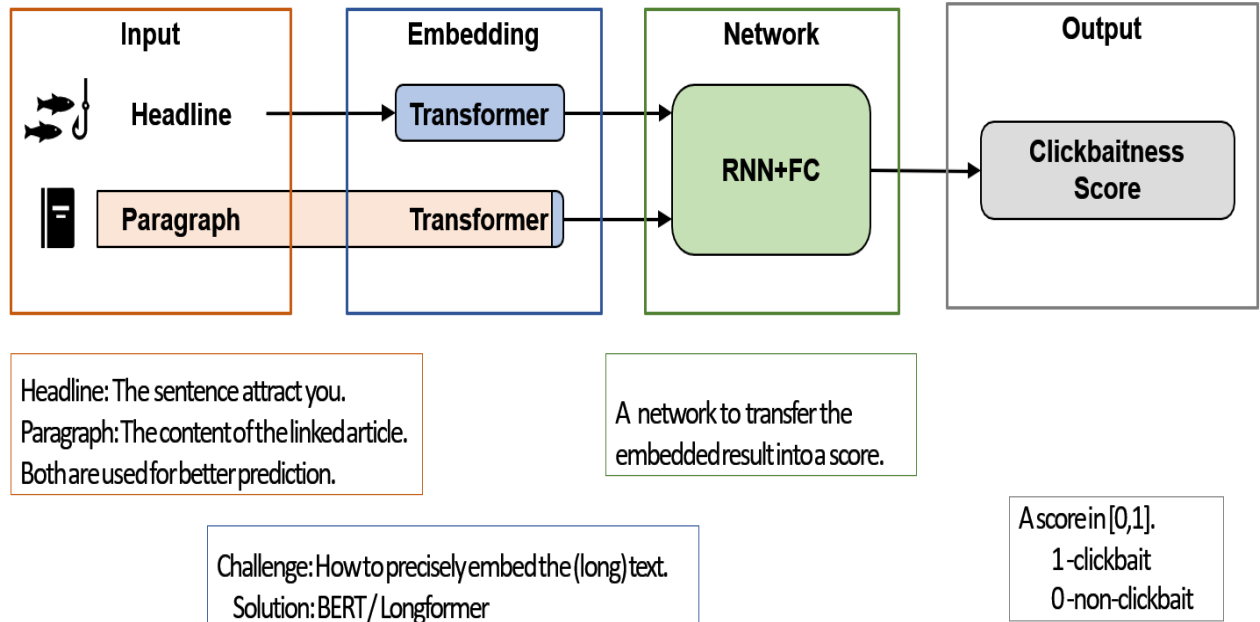 Input
Embedding
Network
Output
Headline
Transformer
Paragraph
Transformer
RNN+FC
Clickbaitness
Score
Headline: The sentence attract you.
Paragraph: The content of the linked article.
Both are used for better prediction.
A network to transfer the
embedded result into a score.
Challenge: How to precisely embed the (long) text.
Solution: BERT / Longformer
A score in [0,1].
1-clickbait
0-non-clickbait